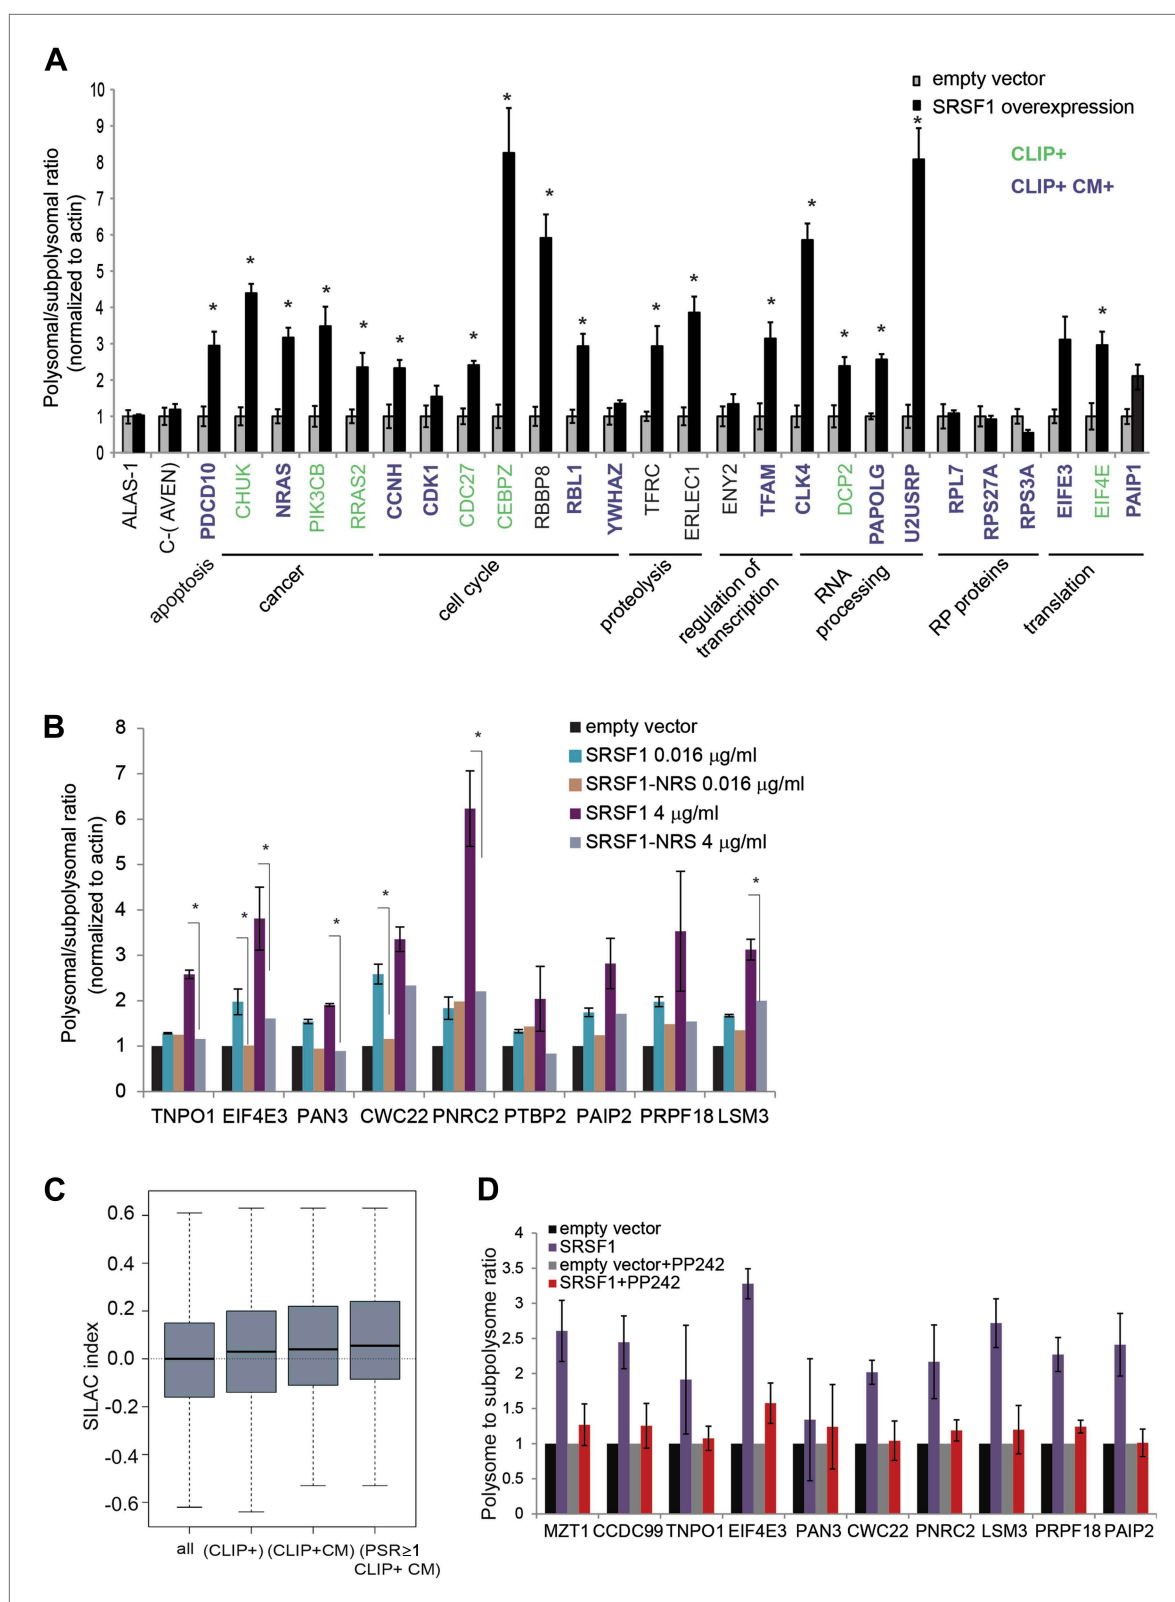 A
Polysomal/subpolysomal ratio
(normalized to actin)
10
9
8
7
6
5
4
3
2
1
0
empty vector
SRSF1 overexpression
CLIP+
CLIP+ CM+
* * * * * * * * * * * * * * * * * *
ALAS-1
C-( AVEN)
PDCD10
CHUK
NRAS
PIK3CB
RRAS2
CCNH
CDK1
CDC27
CEBPZ
RBBP8
RBL1
YWHAZ
TFRC
ERLEC1
ENY2
TFAM
CLK4
DCP2
PAPOLG
U2USRP
RPL7
RPS27A
RPS3A
EIFE3
EIF4E
PAIP1
apoptosis
cancer
cell cycle
proteolysis
regulation of
transcription
RNA
processing
RP proteins
translation
B
Polysomal/subpolysomal ratio
(normalized to actin)
8
7
6
5
4
3
2
1
0
empty vector
SRSF1 0.016 µg/ml
SRSF1-NRS 0.016 µg/ml
SRSF1 4 µg/ml
SRSF1-NRS 4 µg/ml
* * * * * * *
TNPO1 EIF4E3 PAN3 CWC22 PNRC2 PTBP2 PAIP2 PRPF18 LSM3
C
SILAC index
0.6
0.4
0.2
0.0
-0.2
-0.4
-0.6
all (CLIP+) (CLIP+CM) (PSR≥1
CLIP+ CM)
D
Polysome to subpolysome ratio
4
3.5
3
2.5
2
1.5
1
0.5
0
empty vector
SRSF1
empty vector+PP242
SRSF1+PP242
MZT1 CCDC99 TNPO1 EIF4E3 PAN3 CWC22 PNRC2 LSM3 PRPF18 PAIP2